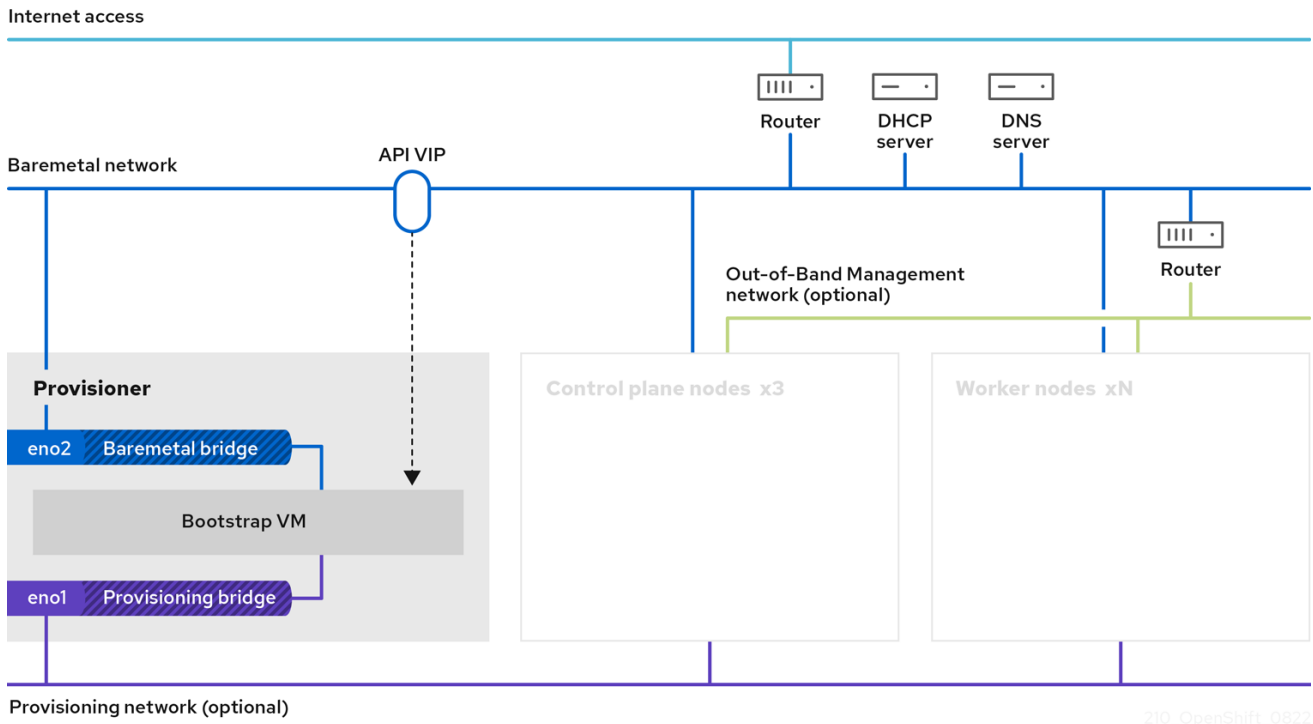 Internet access
Router
DHCP
server
DNS
server
API VIP
Baremetal network
Router
Out-of-Band Management
network (optional)
Provisioner
Control plane nodes x3
Worker nodes xN
eno2
Baremetal bridge
Bootstrap VM
eno1
Provisioning bridge
Provisioning network (optional)
210_OpenShift_0822